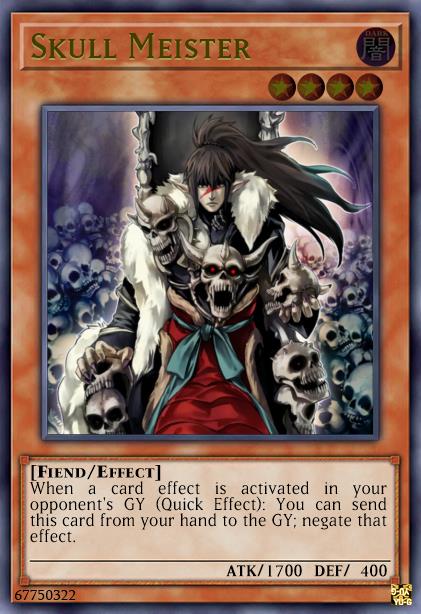 SKULL MEISTER
DARK
闇
[FIEND/EFFECT]
When a card effect is activated in your
opponent's GY (Quick Effect): You can send
this card from your hand to the GY; negate that
effect.
ATK/1700 DEF/ 400
67750322